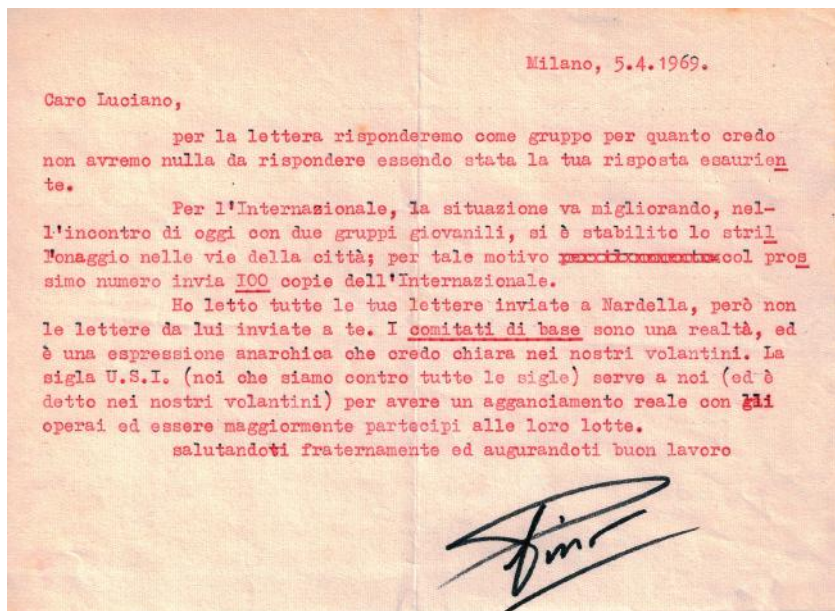 Milano, 5.4.1969.
Caro Luciano,
per la lettera risponderemo come gruppo per quanto credo
non avremo nulla da rispondere essendo stata la tua risposta esaurien
te.
Per l'Internazionale, la situazione va migliorando, nel-
l'incontro di oggi con due gruppi giovanili, si è stabilito lo stril
l'onaggio nelle vie della città; per tale motivo col pros
simo numero invia I00 copie dell'Internazionale.
Ho letto tutte le tue lettere inviate a Nardella, però non
le lettere da lui inviate a te. I comitati di base sono una realtà, ed
è una espressione anarchica che credo chiara nei nostri volantini. La
sigla U.S.I. (noi che siamo contro tutte le sigle) serve a noi (ed è
detto nei nostri volantini) per avere un agganciamento reale con gli
operai ed essere maggiormente partecipi alle loro lotte.
salutandoti fraternamente ed augurandoti buon lavoro
Pino